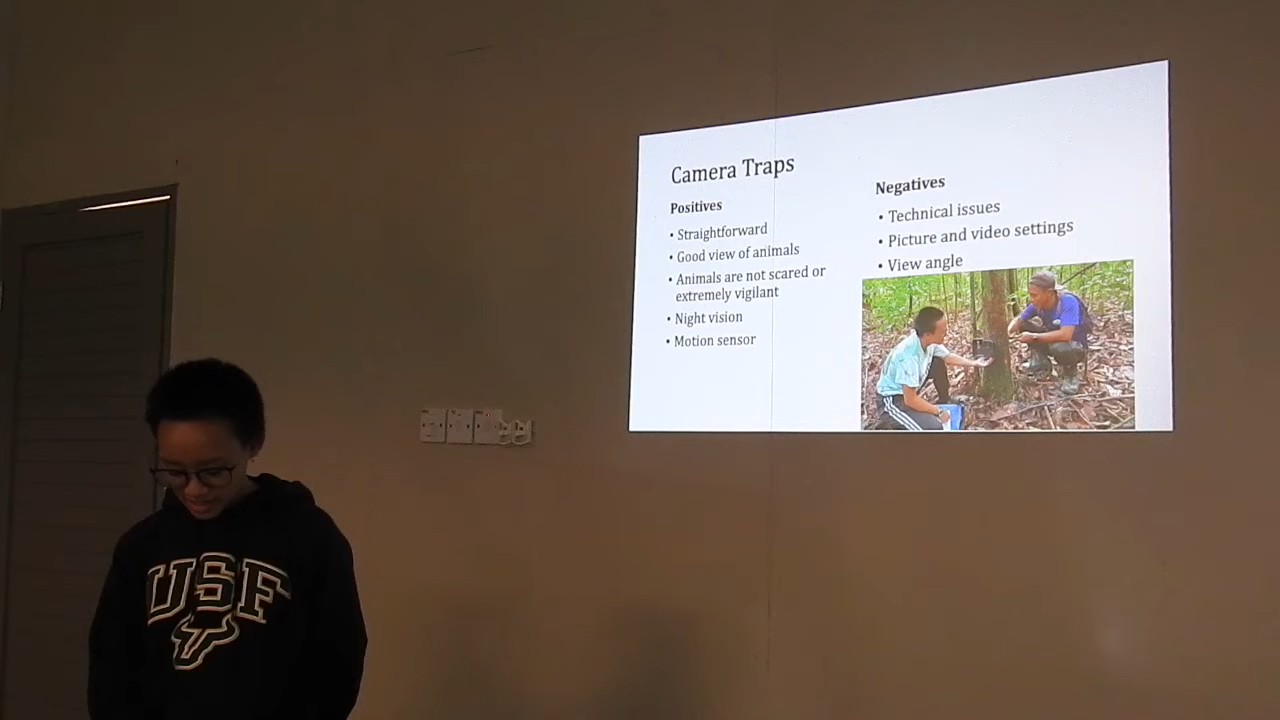 Camera Traps
Positives
• Straightforward
• Good view of animals
• Animals are not scared or
extremely vigilant
• Night vision
• Motion sensor
Negatives
• Technical issues
• Picture and video settings
• View angle
USF